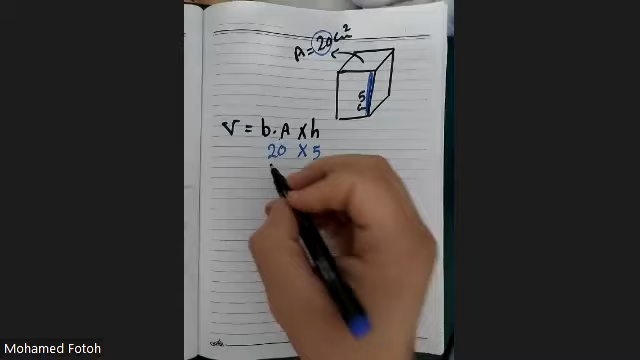 A = 20 cm²
5
V = b.A x h
20 x 5
Mohamed Fotoh